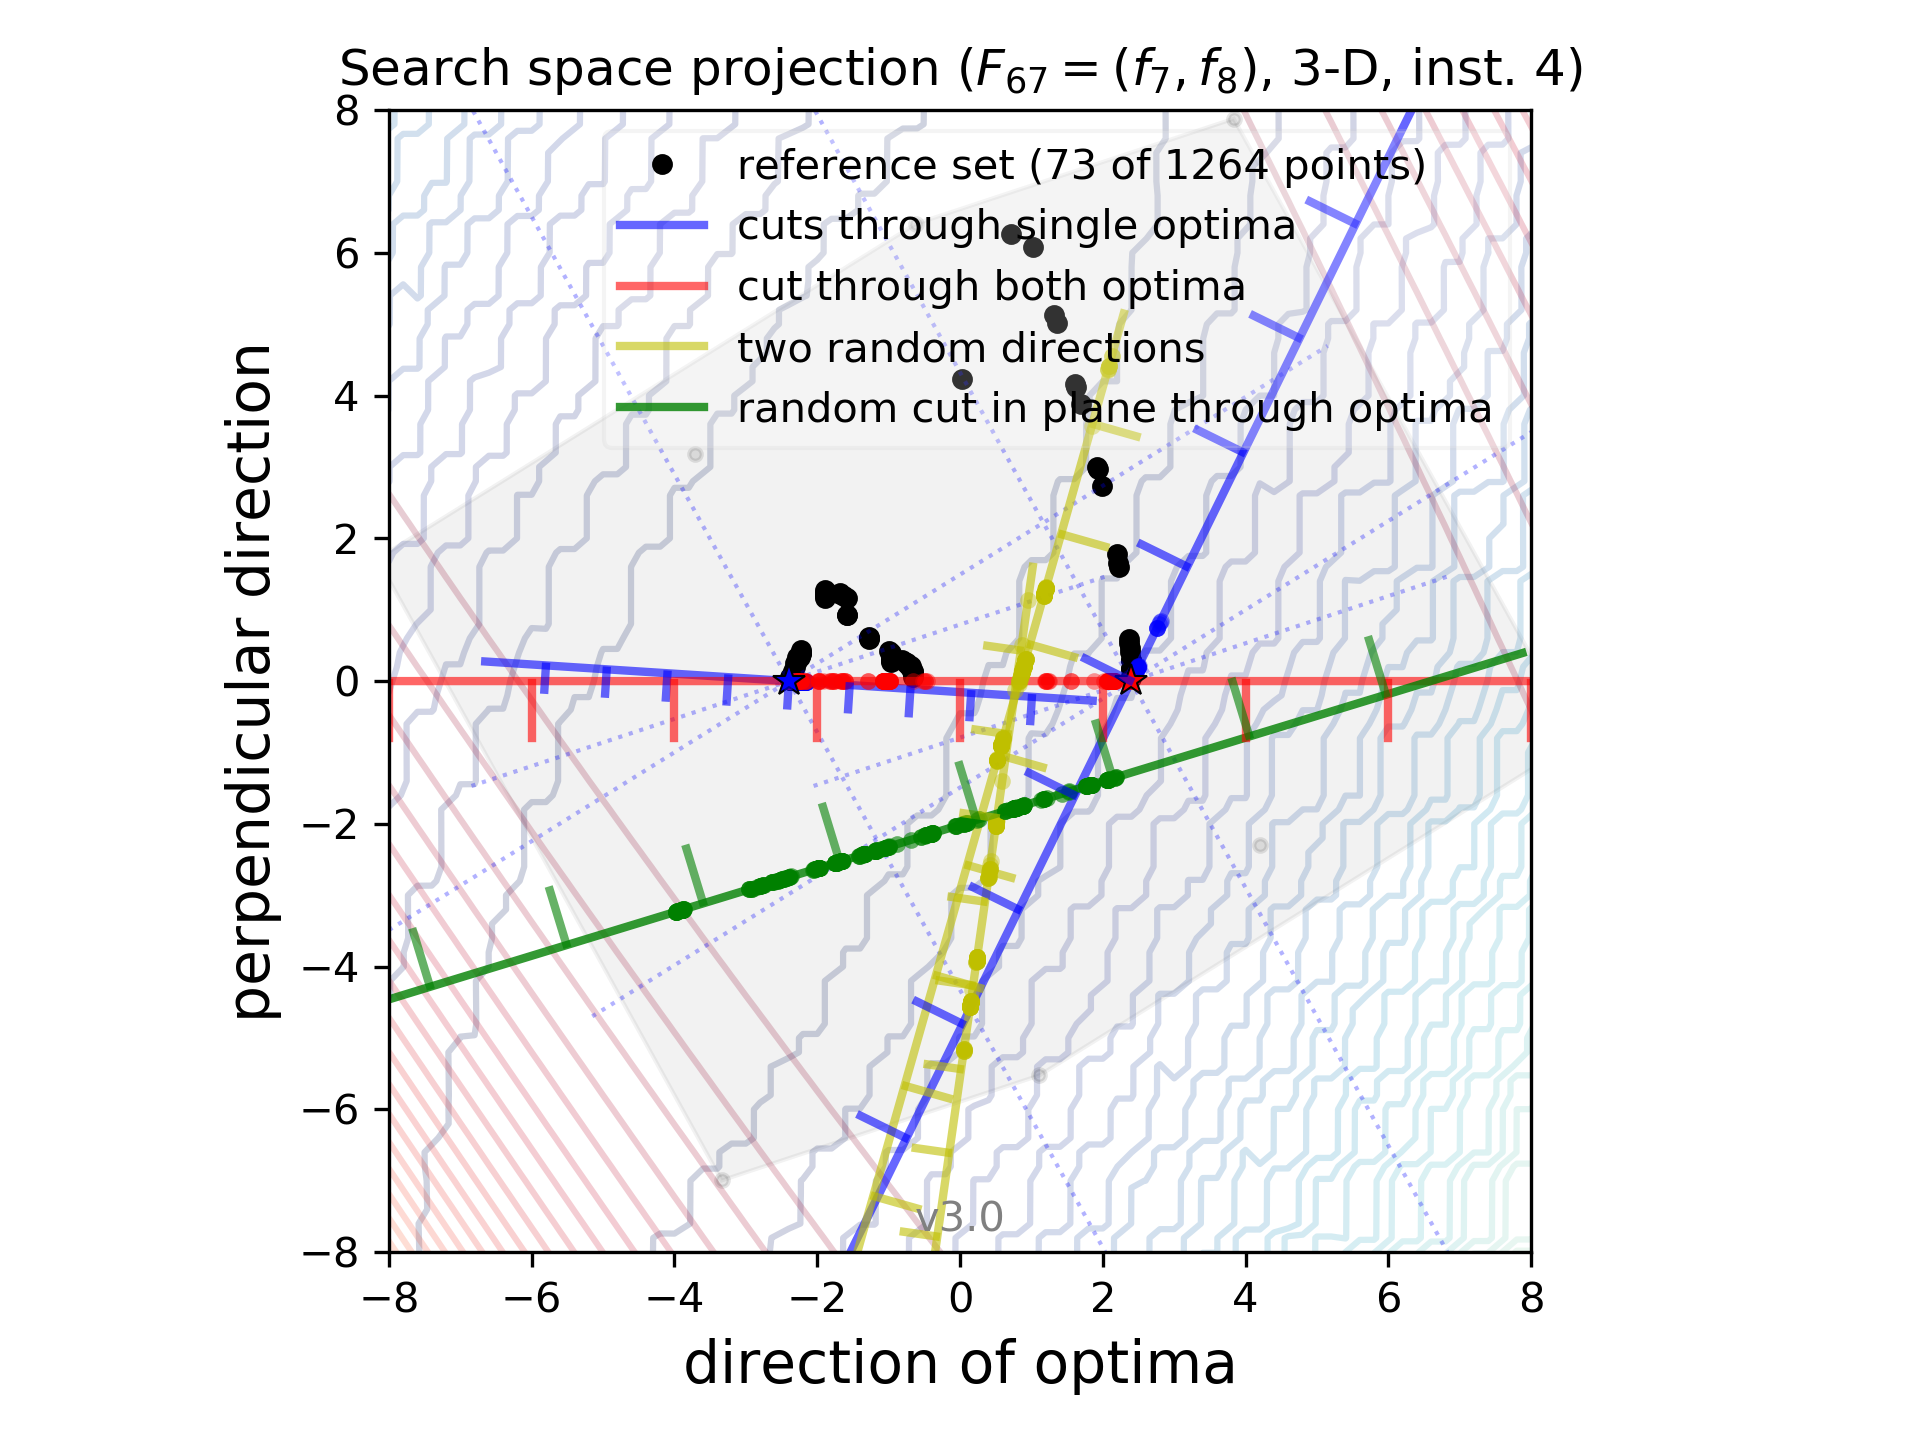 Search space projection (F₆₇ = (f₇, f₈), 3-D, inst. 4)
perpendicular direction
8
6
4
2
0
−2
−4
−6
−8
reference set (73 of 1264 points)
cuts through single optima
cut through both optima
two random directions
random cut in plane through optima
v3.0
−8 −6 −4 −2 0 2 4 6 8
direction of optima